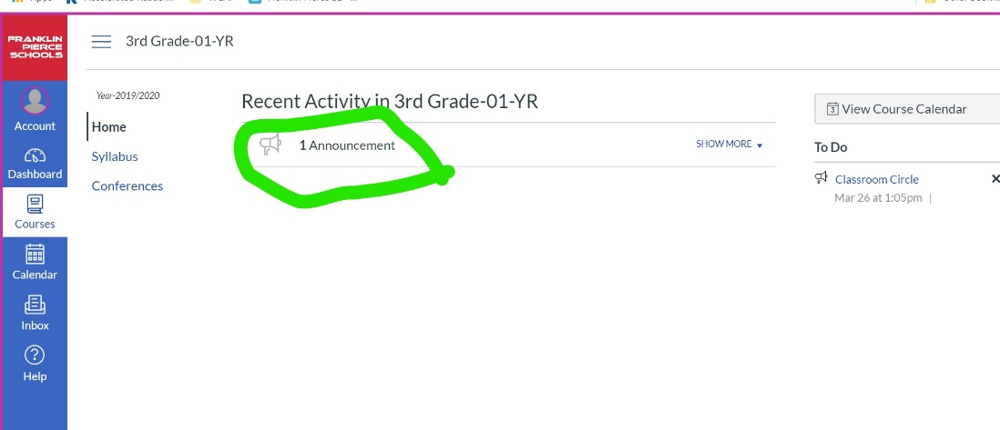 FRANKLIN
PIERCE
SCHOOLS
3rd Grade-01-YR
Account
Dashboard
Courses
Calendar
Inbox
Help
Year-2019/2020
Home
Syllabus
Conferences
Recent Activity in 3rd Grade-01-YR
1 Announcement
SHOW MORE
3 View Course Calendar
To Do
Classroom Circle
Mar 26 at 1:05pm |